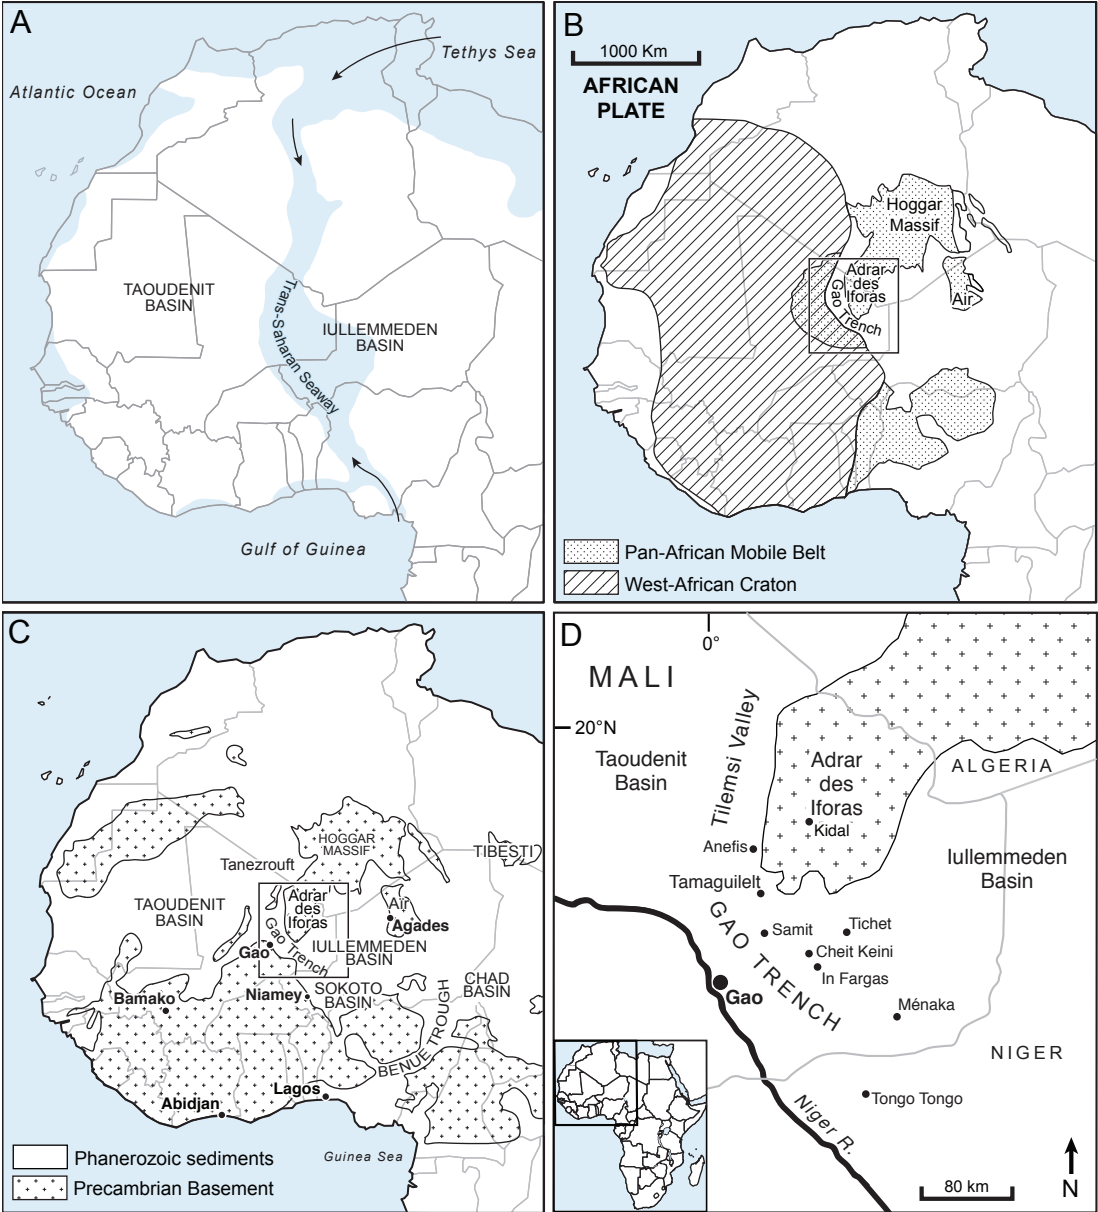 A
Tethys Sea
Atlantic Ocean
TAOUDENIT
BASIN
Trans-Saharan Seaway
IULLEMMEDEN
BASIN
Gulf of Guinea
B
1000 Km
AFRICAN
PLATE
Hoggar
Massif
Adrar
des
Iforas
Gao Trench
Air
Pan-African Mobile Belt
West-African Craton
C
HOGGAR
MASSIF
TIBESTI
Tanezrouft
TAOUDENIT
BASIN
Adrar
des
Iforas
Aïr
Agades
Gao Trench
Gao
IULLEMMEDEN
BASIN
Bamako
Niamey
SOKOTO
BASIN
CHAD
BASIN
BENUE TROUGH
Lagos
Abidjan
Guinea Sea
Phanerozoic sediments
Precambrian Basement
D
0°
MALI
20°N
Tilemsi Valley
Taoudenit
Basin
Adrar
des
Iforas
Kidal
ALGERIA
Anefis
Iullemmeden
Basin
Tamaguilelt
GAO TRENCH
Samit
Tichet
Cheit Keini
In Fargas
Gao
Ménaka
NIGER
Tongo Tongo
Niger R.
80 km
N